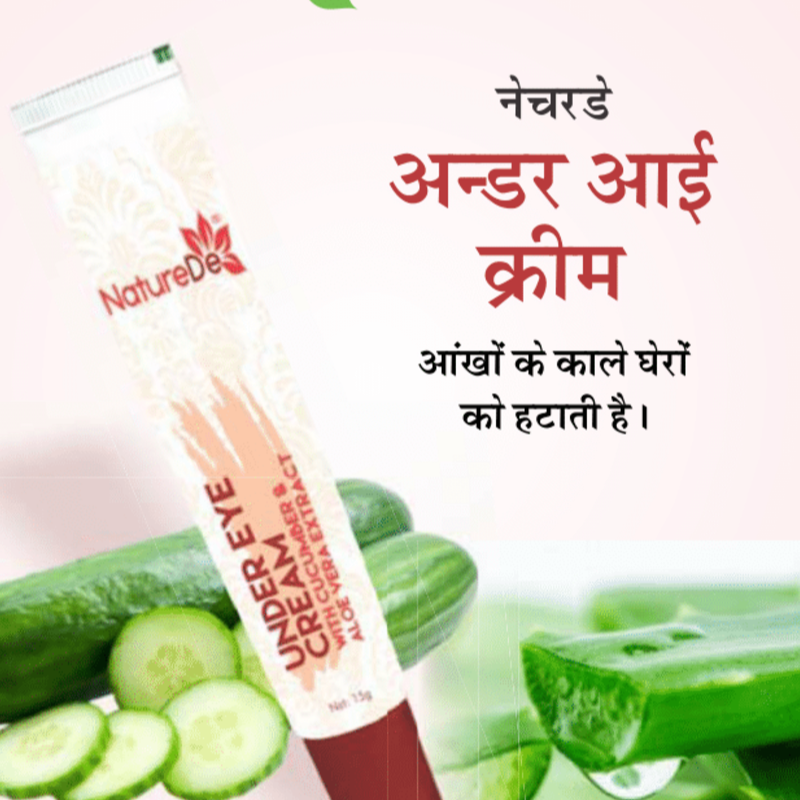 नेचरडे
अन्डर आई
क्रीम
आंखों के काले घेरों
को हटाती है।
NatureDe
®
UNDER EYE
CREAM
WITH CUCUMBER &
ALOE VERA EXTRACT
Net: 15g